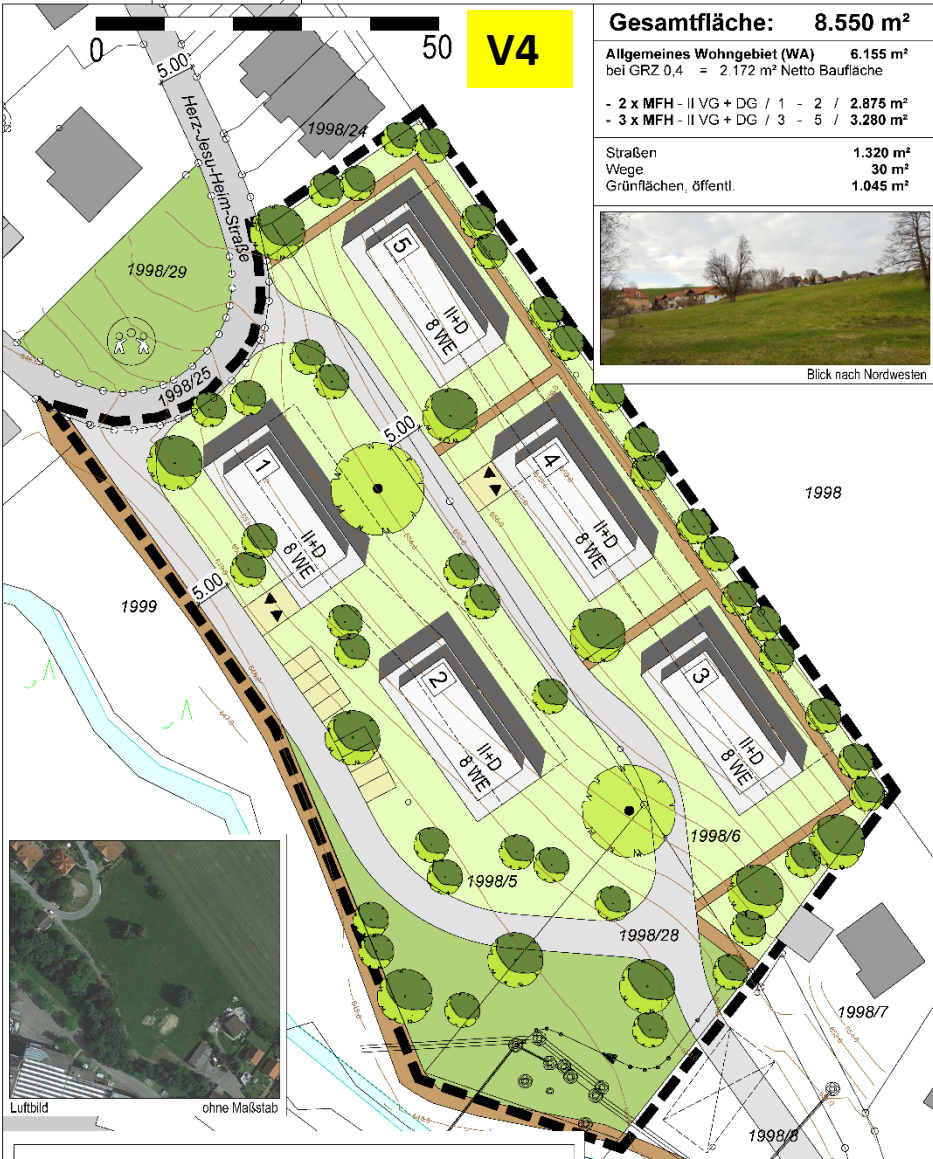 0
50
V4
Gesamtfläche: 8.550 m²
Allgemeines Wohngebiet (WA) 6.155 m²
bei GRZ 0,4 = 2.172 m² Netto Baufläche
- 2 x MFH - II VG + DG / 1 - 2 / 2.875 m²
- 3 x MFH - II VG + DG / 3 - 5 / 3.280 m²
Straßen 1.320 m²
Wege 30 m²
Grünflächen, öffentl. 1.045 m²
Blick nach Nordwesten
5.00
Herz-Jesu-Heim-Straße
1998/24
1998/29
1998/25
5
II+D
8 WE
5.00
1
II+D
8 WE
4
II+D
8 WE
1998
5.00
1999
2
II+D
8 WE
3
II+D
8 WE
1998/6
1998/5
1998/28
1998/7
1998/8
Luftbild
ohne Maßstab